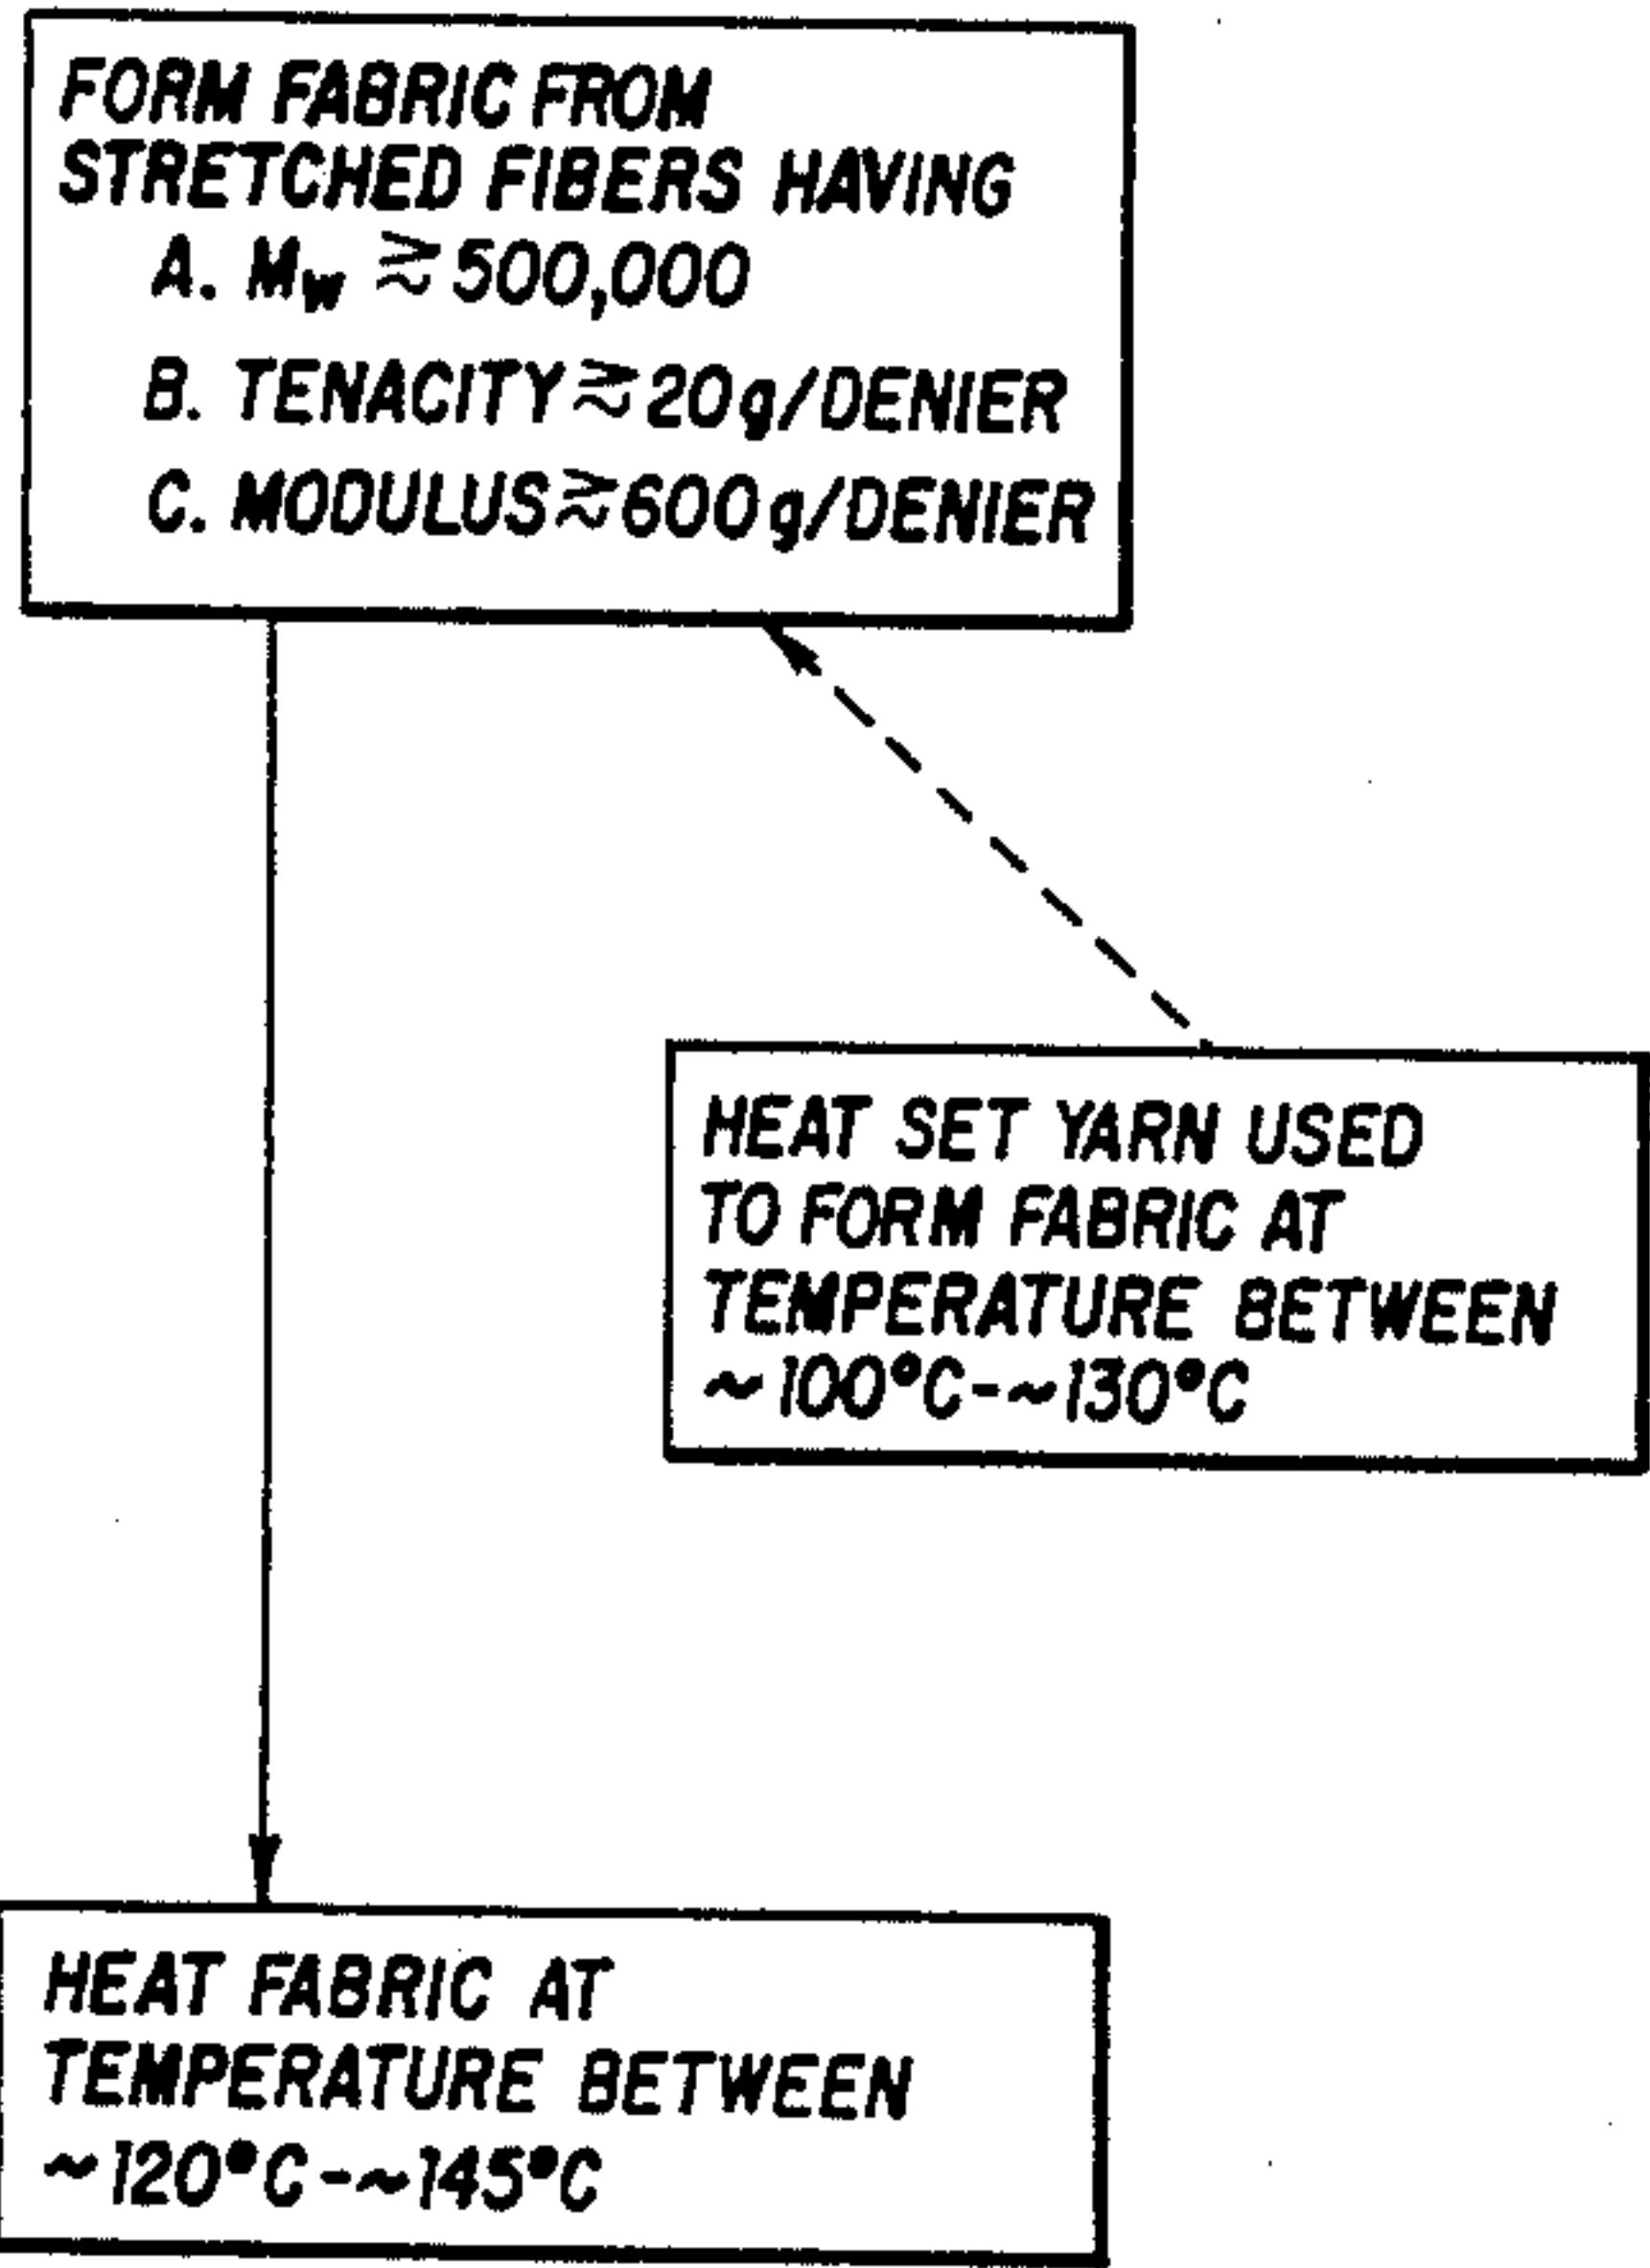 FORM FABRIC FROM
STRETCHED FIBERS HAVING
A. Mw ⪆ 500,000
B. TENACITY ⪆ 20g/DENIER
C. MODULUS ⪆ 600g/DENIER
HEAT SET YARN USED
TO FORM FABRIC AT
TEMPERATURE BETWEEN
~100°C-~130°C
HEAT FABRIC AT
TEMPERATURE BETWEEN
~120°C-~145°C